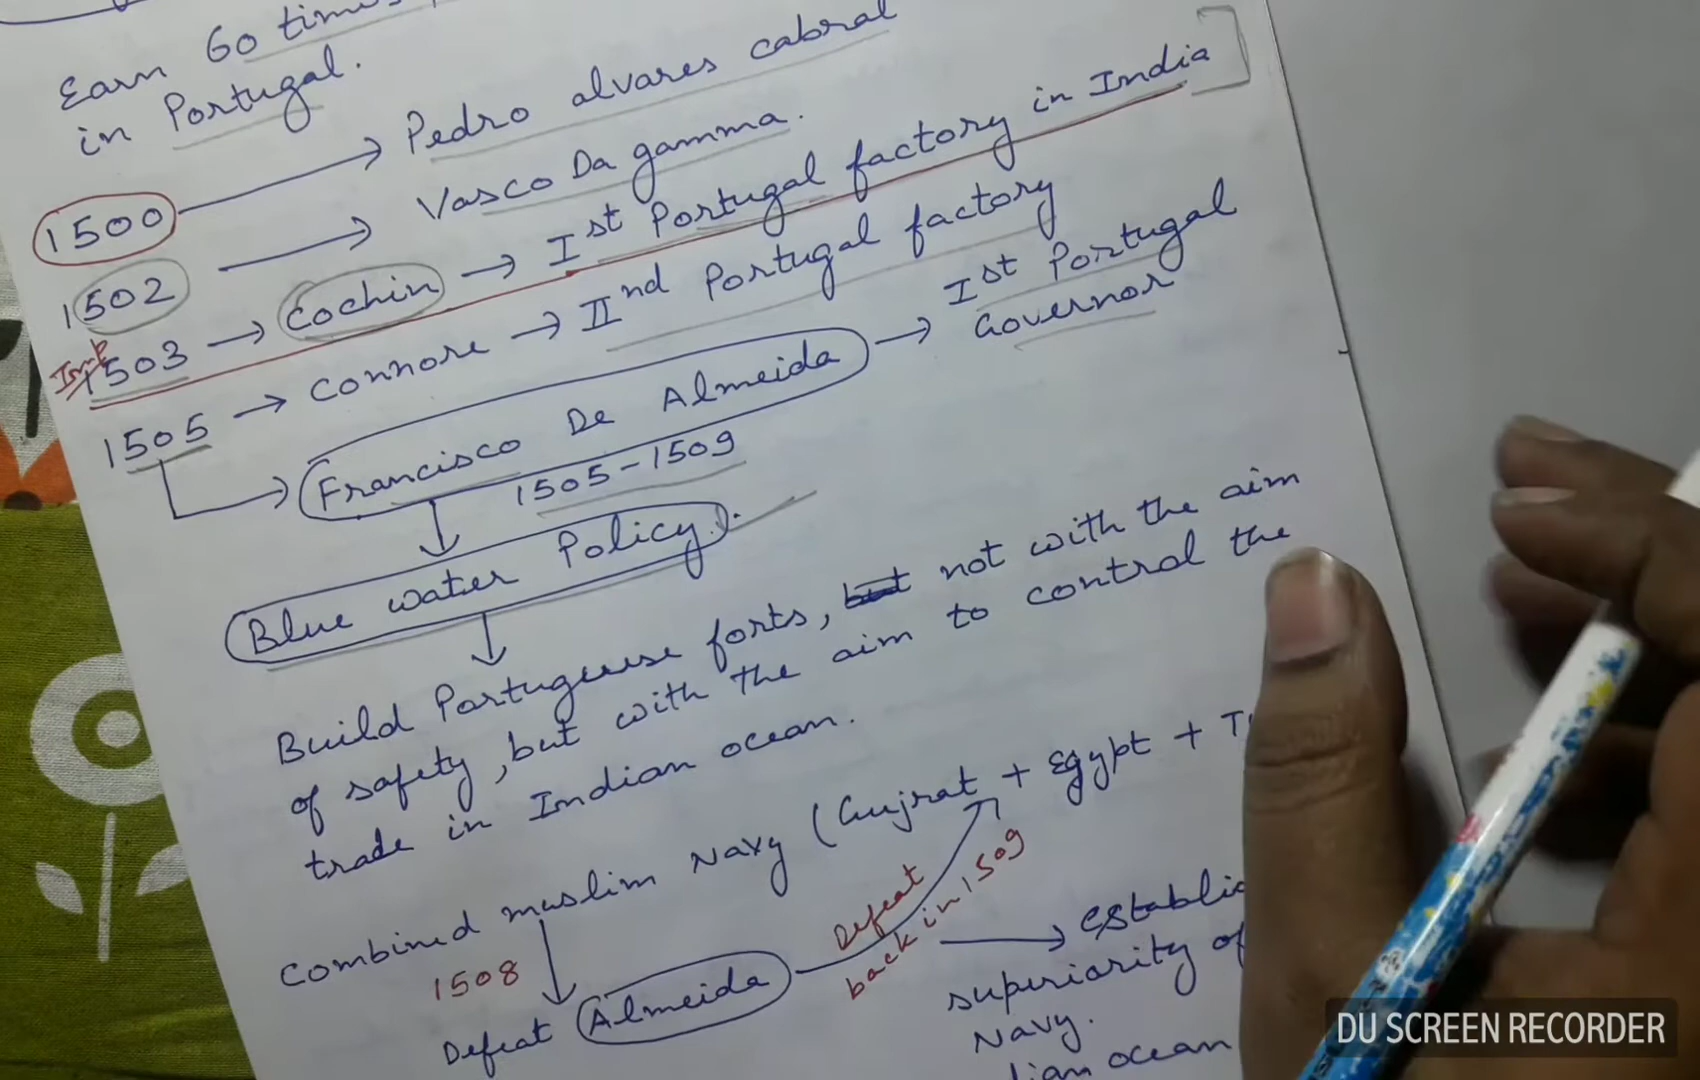 Earn 60 times
in Portugal.
1500 → Pedro alvares cabral
1502 → Vasco Da gamma.
Imp 1503 → Cochin → Ist Portugal factory in India
1505 → Connore → IInd Portugal factory
Francisco De Almeida → Ist Portugal
Governor
1505-1509
Blue water Policy.
Build Portuguese forts, but not with the aim
of safety, but with the aim to control the
trade in Indian ocean.
Combined muslim Navy (Gujrat + Egypt +
1508
Defeat Almeida
Defeat
back in 1509
→
superiority of
Navy.
ocean
DU SCREEN RECORDER